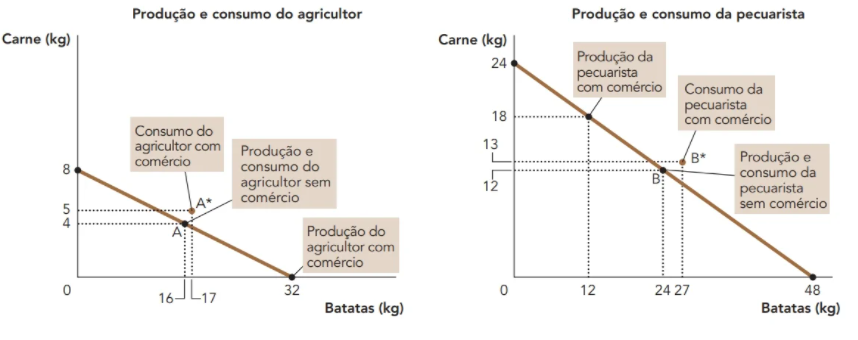 Produção e consumo do agricultor
Carne (kg)
8
5
4
0
Consumo do
agricultor com
comércio
Produção e
consumo do
agricultor sem
comércio
A*
A
Produção do
agricultor com
comércio
16
17
32
Batatas (kg)
Produção e consumo da pecuarista
Carne (kg)
24
18
13
12
0
Produção da
pecuarista
com comércio
Consumo da
pecuarista
com comércio
B*
B
Produção e
consumo da
pecuarista
sem comércio
12
24 27
48
Batatas (kg)